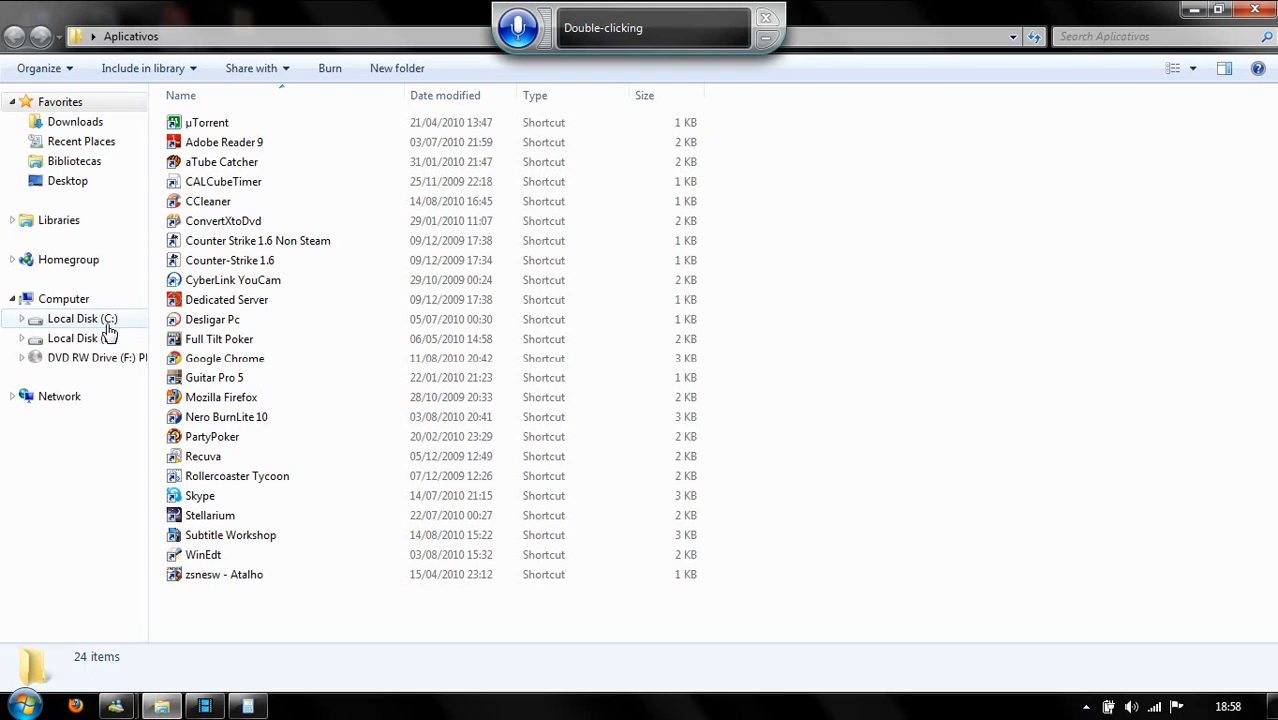 Double-clicking
Aplicativos
Search Aplicativos
Organize Include in library Share with Burn New folder
Favorites
Downloads
Recent Places
Bibliotecas
Desktop
Libraries
Homegroup
Computer
Local Disk (C:)
Local Disk
DVD RW Drive (F:) Pl
Network
Name Date modified Type Size
µTorrent 21/04/2010 13:47 Shortcut 1 KB
Adobe Reader 9 03/07/2010 21:59 Shortcut 2 KB
aTube Catcher 31/01/2010 21:47 Shortcut 2 KB
CALCubeTimer 25/11/2009 22:18 Shortcut 1 KB
CCleaner 14/08/2010 16:45 Shortcut 1 KB
ConvertXtoDvd 29/01/2010 11:07 Shortcut 2 KB
Counter Strike 1.6 Non Steam 09/12/2009 17:38 Shortcut 1 KB
Counter-Strike 1.6 09/12/2009 17:34 Shortcut 1 KB
CyberLink YouCam 29/10/2009 00:24 Shortcut 2 KB
Dedicated Server 09/12/2009 17:38 Shortcut 1 KB
Desligar Pc 05/07/2010 00:30 Shortcut 1 KB
Full Tilt Poker 06/05/2010 14:58 Shortcut 2 KB
Google Chrome 11/08/2010 20:42 Shortcut 3 KB
Guitar Pro 5 22/01/2010 21:23 Shortcut 1 KB
Mozilla Firefox 28/10/2009 20:33 Shortcut 2 KB
Nero BurnLite 10 03/08/2010 20:41 Shortcut 3 KB
PartyPoker 20/02/2010 23:29 Shortcut 2 KB
Recuva 05/12/2009 12:49 Shortcut 2 KB
Rollercoaster Tycoon 07/12/2009 12:26 Shortcut 2 KB
Skype 14/07/2010 21:15 Shortcut 3 KB
Stellarium 22/07/2010 00:27 Shortcut 2 KB
Subtitle Workshop 14/08/2010 15:22 Shortcut 3 KB
WinEdt 03/08/2010 15:32 Shortcut 2 KB
zsnesw - Atalho 15/04/2010 23:12 Shortcut 1 KB
24 items
18:58